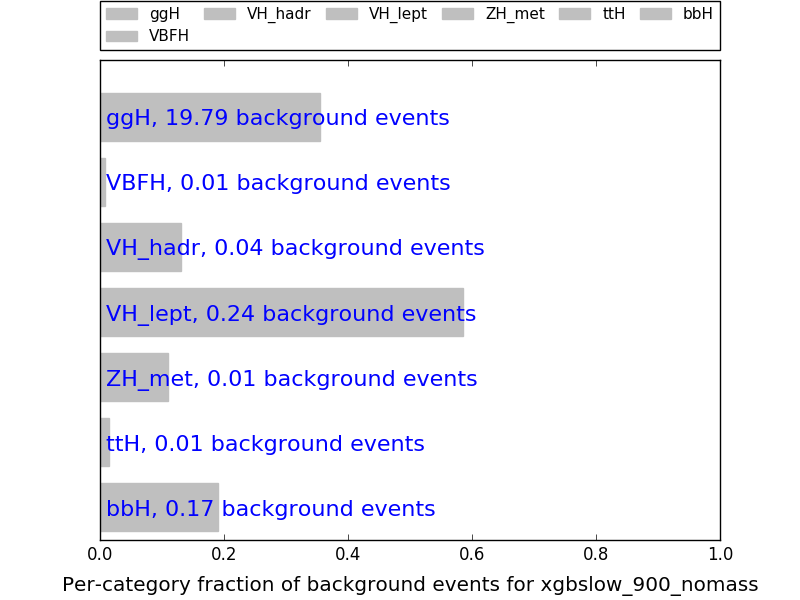 ggH VH_hadr VH_lept ZH_met ttH bbH
VBFH
ggH, 19.79 background events
VBFH, 0.01 background events
VH_hadr, 0.04 background events
VH_lept, 0.24 background events
ZH_met, 0.01 background events
ttH, 0.01 background events
bbH, 0.17 background events
0.0 0.2 0.4 0.6 0.8 1.0
Per-category fraction of background events for xgbslow_900_nomass